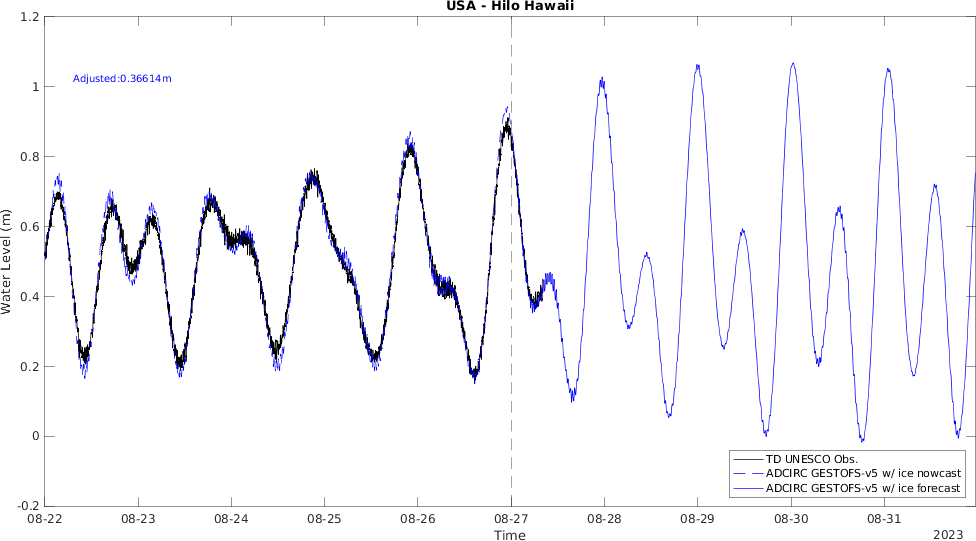 USA - Hilo Hawaii
1.2
1
0.8
0.6
0.4
0.2
0
-0.2
Water Level (m)
Adjusted:0.36614m
TD UNESCO Obs.
ADCIRC GESTOFS-v5 w/ ice nowcast
ADCIRC GESTOFS-v5 w/ ice forecast
08-22 08-23 08-24 08-25 08-26 08-27 08-28 08-29 08-30 08-31
Time
2023